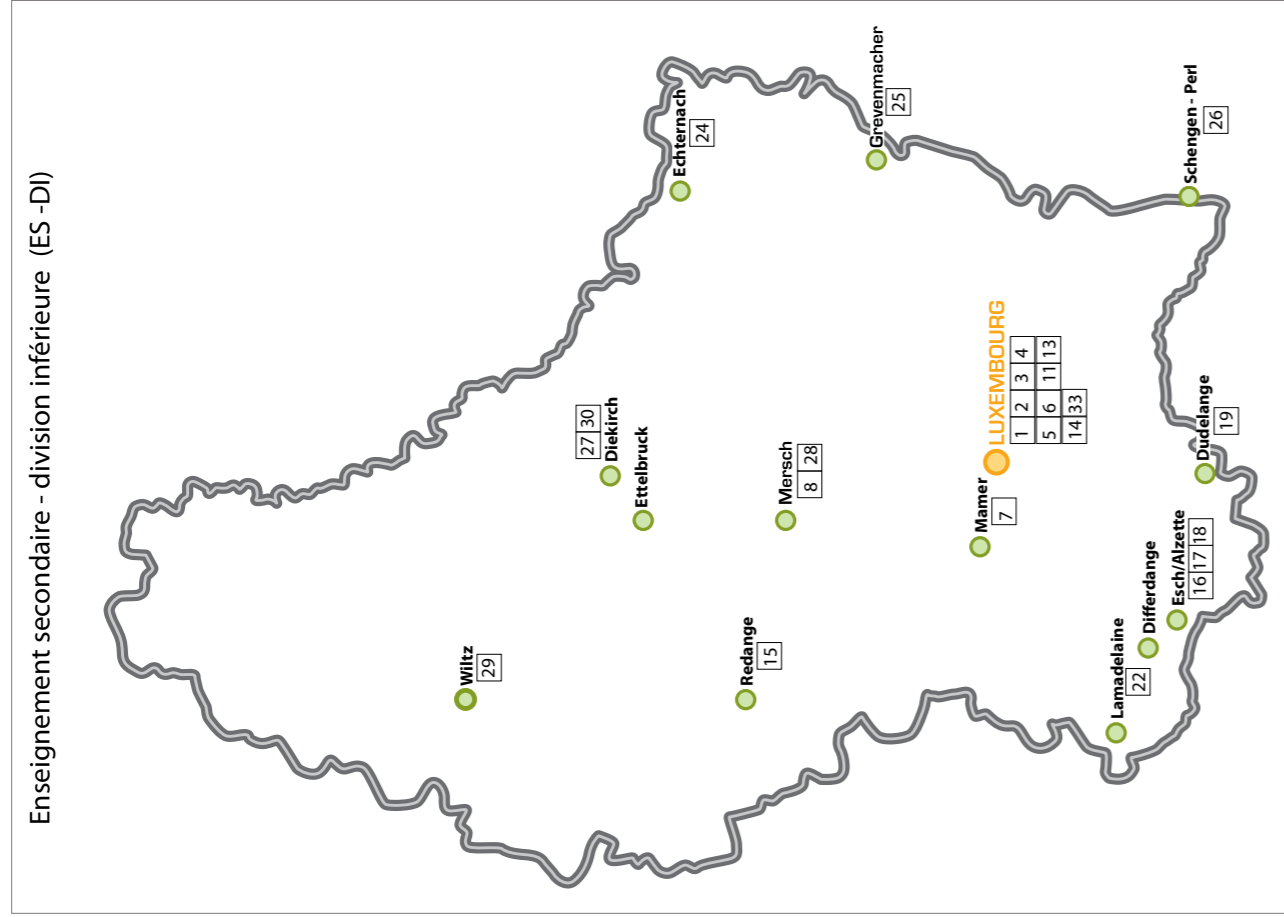 Enseignement secondaire - division inférieure (ES -DI)
Wiltz
29
27 30
Diekirch
Ettelbruck
Echternach
24
Redange
15
Mersch
8 28
Grevenmacher
25
Mamer
7
LUXEMBOURG
1 2 3 4
5 6 11 13
14 33
Lamadelaine
22
Differdange
Esch/Alzette
16 17 18
Dudelange
19
Schengen - Perl
26